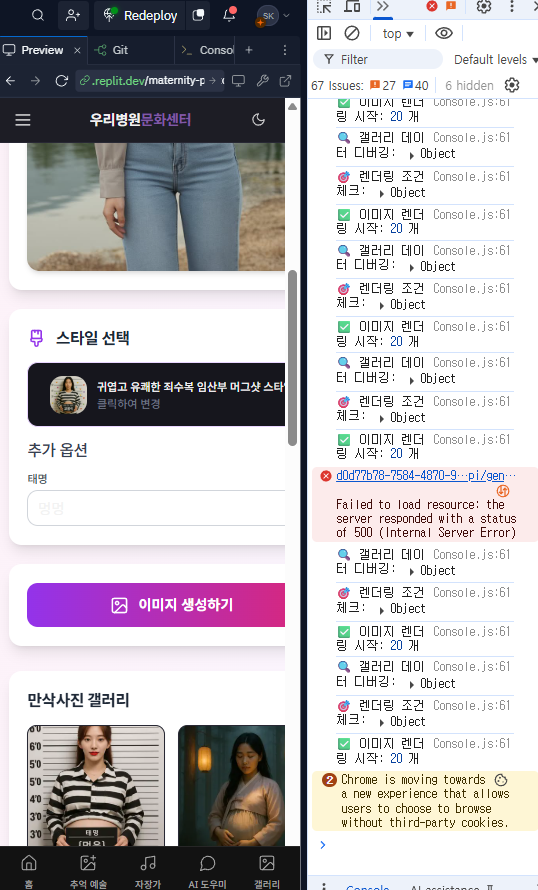 Redeploy
SK
Preview
Git
Consol
.replit.dev/maternity-p
우리병원문화센터
스타일 선택
귀엽고 유쾌한 죄수복 임산부 머그샷 스타
클릭하여 변경
추가 옵션
태명
멍멍
이미지 생성하기
만삭사진 갤러리
6'0
5'0
4'0
3'0
태명
홈
추억 예술
자장가
AI 도우미
갤러리
top
Filter
Default levels
67 Issues: 27 40
6 hidden
이미지 렌더 Console.js:61
링 시작: 20 개
갤러리 데이 Console.js:61
터 디버깅: Object
렌더링 조건 Console.js:61
체크: Object
이미지 렌더 Console.js:61
링 시작: 20 개
갤러리 데이 Console.js:61
터 디버깅: Object
렌더링 조건 Console.js:61
체크: Object
이미지 렌더 Console.js:61
링 시작: 20 개
갤러리 데이 Console.js:61
터 디버깅: Object
렌더링 조건 Console.js:61
체크: Object
이미지 렌더 Console.js:61
링 시작: 20 개
d0d77b78-7584-4870-9…pi/gen…
Failed to load resource: the
server responded with a status
of 500 (Internal Server Error)
갤러리 데이 Console.js:61
터 디버깅: Object
렌더링 조건 Console.js:61
체크: Object
이미지 렌더 Console.js:61
링 시작: 20 개
갤러리 데이 Console.js:61
터 디버깅: Object
렌더링 조건 Console.js:61
체크: Object
이미지 렌더 Console.js:61
링 시작: 20 개
2 Chrome is moving towards
a new experience that allows
users to choose to browse
without third-party cookies.
Console
AI assistance